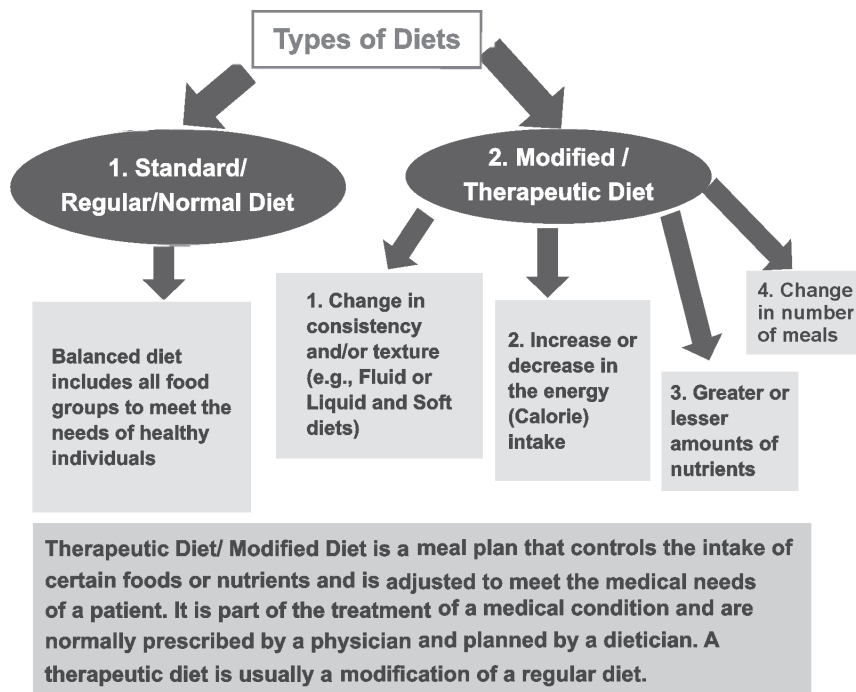 Types of Diets
1. Standard/
Regular/Normal Diet
2. Modified /
Therapeutic Diet
Balanced diet
includes all food
groups to meet the
needs of healthy
individuals
1. Change in
consistency
and/or texture
(e.g., Fluid or
Liquid and Soft
diets)
2. Increase or
decrease in
the energy
(Calorie)
intake
3. Greater or
lesser
amounts of
nutrients
4. Change
in number
of meals
Therapeutic Diet/ Modified Diet is a meal plan that controls the intake of
certain foods or nutrients and is adjusted to meet the medical needs
of a patient. It is part of the treatment of a medical condition and are
normally prescribed by a physician and planned by a dietician. A
therapeutic diet is usually a modification of a regular diet.